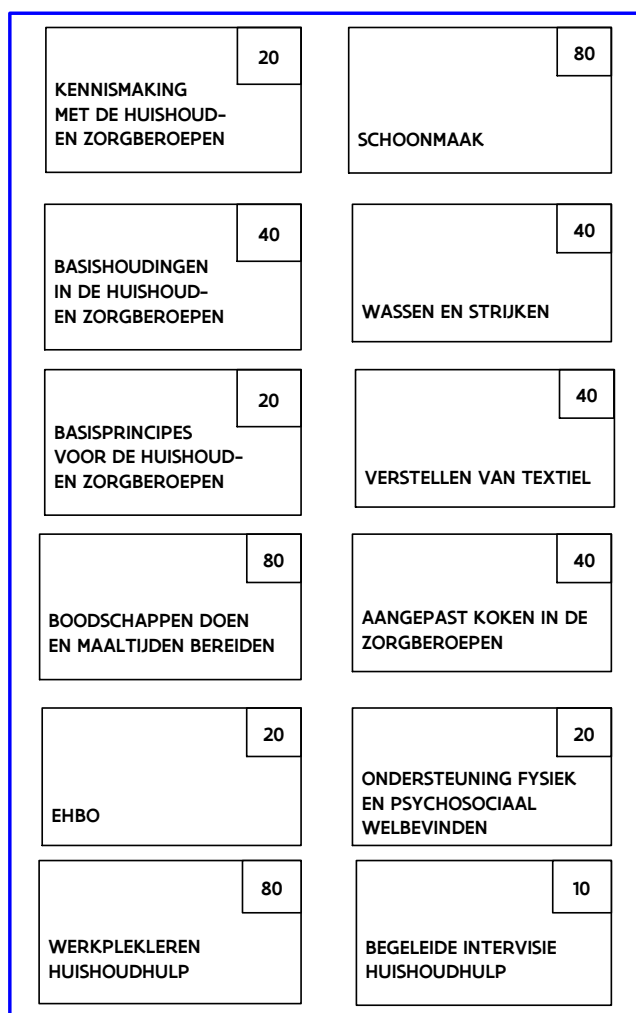 20
KENNISMAKING
MET DE HUISHOUD-
EN ZORGBEROEPEN
80
SCHOONMAAK
40
BASISHOUDINGEN
IN DE HUISHOUD-
EN ZORGBEROEPEN
40
WASSEN EN STRIJKEN
20
BASISPRINCIPES
VOOR DE HUISHOUD-
EN ZORGBEROEPEN
40
VERSTELLEN VAN TEXTIEL
80
BOODSCHAPPEN DOEN
EN MAALTIJDEN BEREIDEN
40
AANGEPAST KOKEN IN DE
ZORGBEROEPEN
20
EHBO
20
ONDERSTEUNING FYSIEK
EN PSYCHOSOCIAAL
WELBEVINDEN
80
WERKPLEKLEREN
HUISHOUDHULP
10
BEGELEIDE INTERVISIE
HUISHOUDHULP